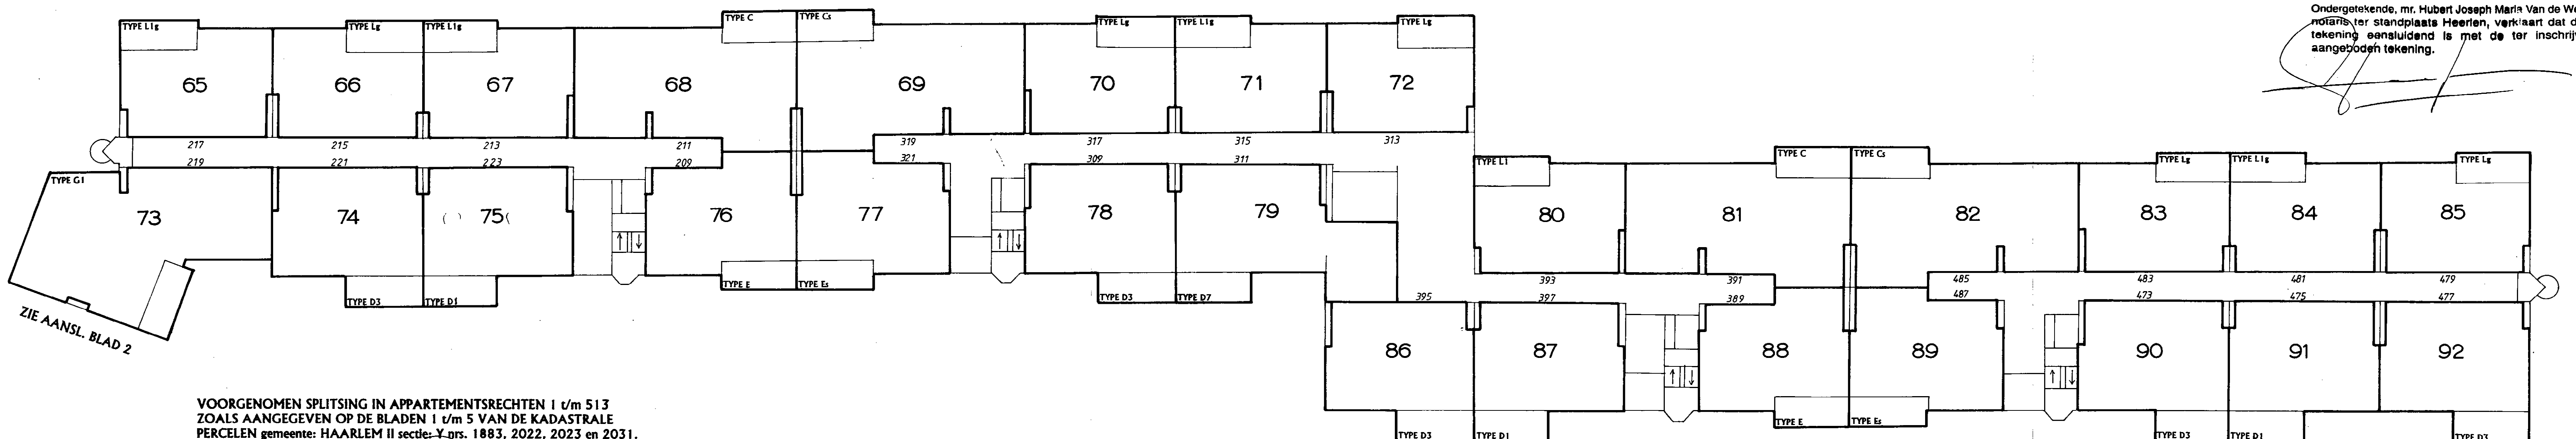 Ondergetekende, mr. Hubert Joseph Maria Van de
notaris ter standplaats Heerlen, verklaart dat
tekening eensluidend is met de ter
aangeboden tekening.
TYPE L1g TYPE Lg TYPE L1g TYPE C TYPE Cs TYPE Lg TYPE L1g TYPE Lg
65 66 67 68 69 70 71 72
217 215 213 211 319 317 315 313
219 221 223 209 321 309 311
TYPE G1
73 74 75 76 77 78 79
TYPE D3 TYPE D1 TYPE E TYPE Es TYPE D3 TYPE D7
ZIE AANSL. BLAD 2
TYPE L1 TYPE C TYPE Cs TYPE Lg TYPE L1g TYPE Lg
80 81 82 83 84 85
393 391 485 483 481 479
395 397 389 487 473 475 477
86 87 88 89 90 91 92
TYPE D3 TYPE D1 TYPE E TYPE Es TYPE D3 TYPE D1 TYPE D3
VOORGENOMEN SPLITSING IN APPARTEMENTSRECHTEN 1 t/m 513
ZOALS AANGEGEVEN OP DE BLADEN 1 t/m 5 VAN DE KADASTRALE
PERCELEN gemeente: HAARLEM II sectie: Y nrs. 1883, 2022, 2023 en 2031.